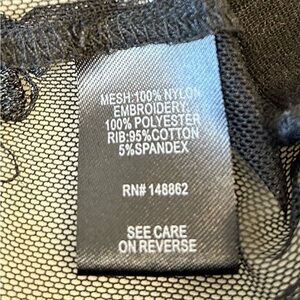 MESH:100% NYLON
EMBROIDERY:
100% POLYESTER
RIB:95%COTTON
5%SPANDEX
RN# 148862
SEE CARE
ON REVERSE